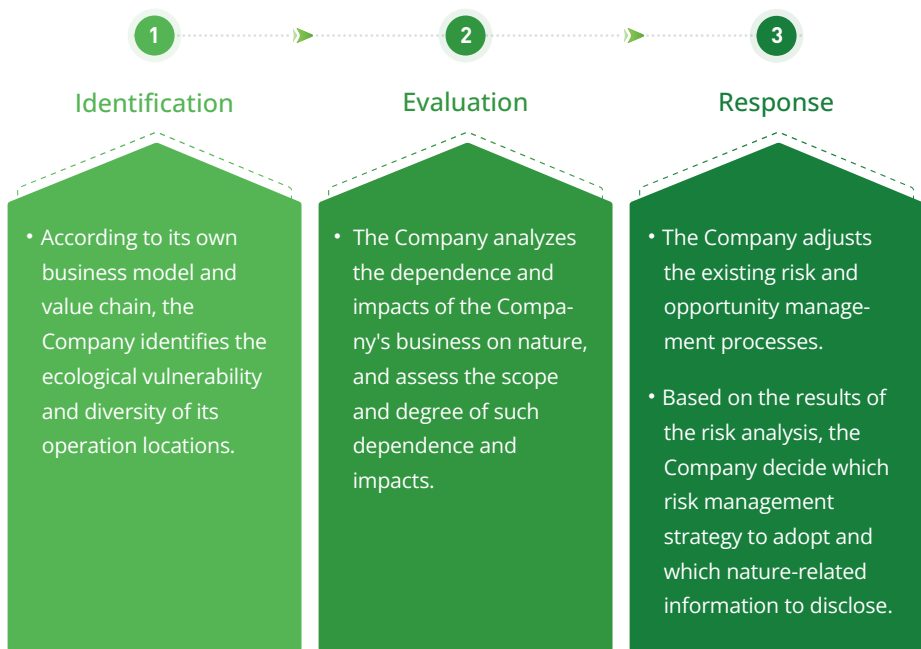 1
2
3
Identification
Evaluation
Response
• According to its own
business model and
value chain, the
Company identifies the
ecological vulnerability
and diversity of its
operation locations.
• The Company analyzes
the dependence and
impacts of the Compa-
ny's business on nature,
and assess the scope
and degree of such
dependence and
impacts.
• The Company adjusts
the existing risk and
opportunity manage-
ment processes.
• Based on the results of
the risk analysis, the
Company decide which
risk management
strategy to adopt and
which nature-related
information to disclose.